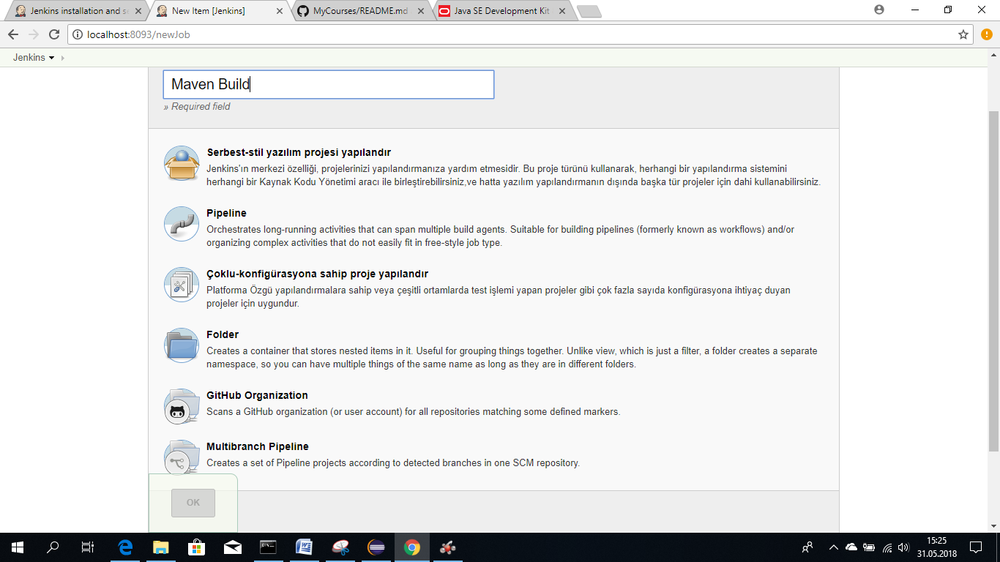 Jenkins installation and se
New Item [Jenkins]
MyCourses/README.md
Java SE Development Kit
localhost:8093/newJob
Jenkins
Maven Build
» Required field
Serbest-stil yazılım projesi yapılandır
Jenkins'ın merkezi özelliği, projelerinizi yapılandırmanıza yardım etmesidir. Bu proje türünü kullanarak, herhangi bir yapılandırma sistemini
herhangi bir Kaynak Kodu Yönetimi aracı ile birleştirebilirsiniz,ve hatta yazılım yapılandırmanın dışında başka tür projeler için dahi kullanabilirsiniz.
Pipeline
Orchestrates long-running activities that can span multiple build agents. Suitable for building pipelines (formerly known as workflows) and/or
organizing complex activities that do not easily fit in free-style job type.
Çoklu-konfigürasyona sahip proje yapılandır
Platforma Özgü yapılandırmalara sahip veya çeşitli ortamlarda test işlemi yapan projeler gibi çok fazla sayıda konfigürasyona ihtiyaç duyan
projeler için uygundur.
Folder
Creates a container that stores nested items in it. Useful for grouping things together. Unlike view, which is just a filter, a folder creates a separate
namespace, so you can have multiple things of the same name as long as they are in different folders.
GitHub Organization
Scans a GitHub organization (or user account) for all repositories matching some defined markers.
Multibranch Pipeline
Creates a set of Pipeline projects according to detected branches in one SCM repository.
OK
15:25
31.05.2018